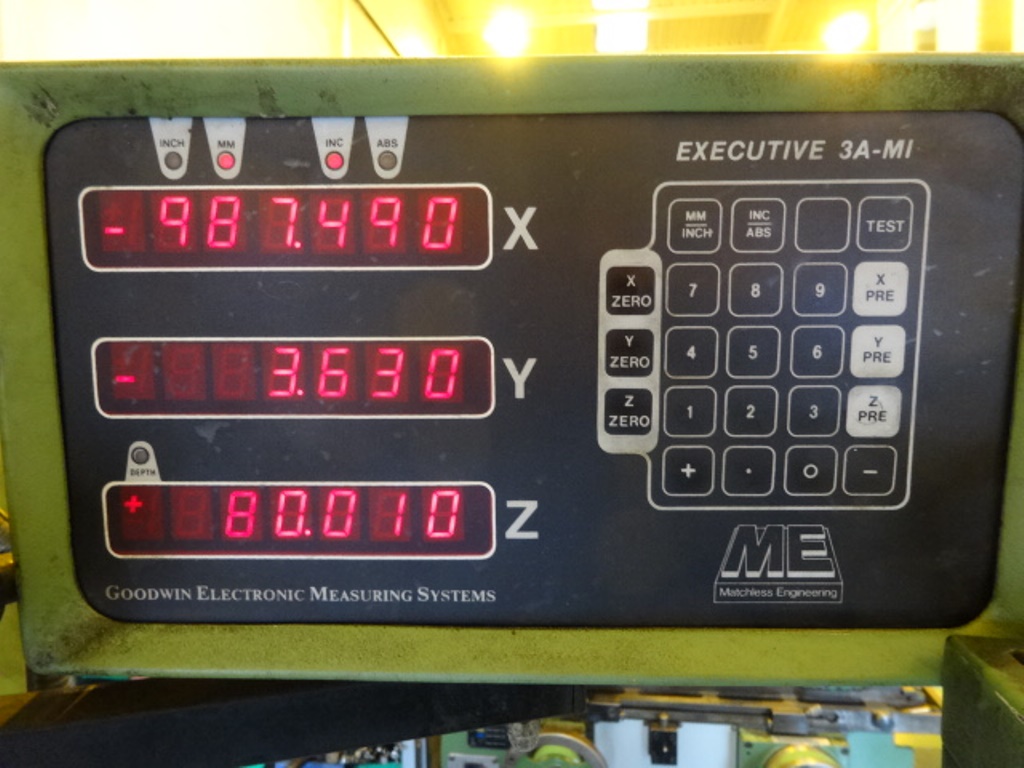 INCH MM INC ABS
EXECUTIVE 3A-MI
-987.490 X
- 3.630 Y
DEPTH
+ 80.010 Z
MM INCH INC ABS TEST
X ZERO 7 8 9 X PRE
Y ZERO 4 5 6 Y PRE
Z ZERO 1 2 3 Z PRE
+ . O -
GOODWIN ELECTRONIC MEASURING SYSTEMS
ME
Matchless Engineering